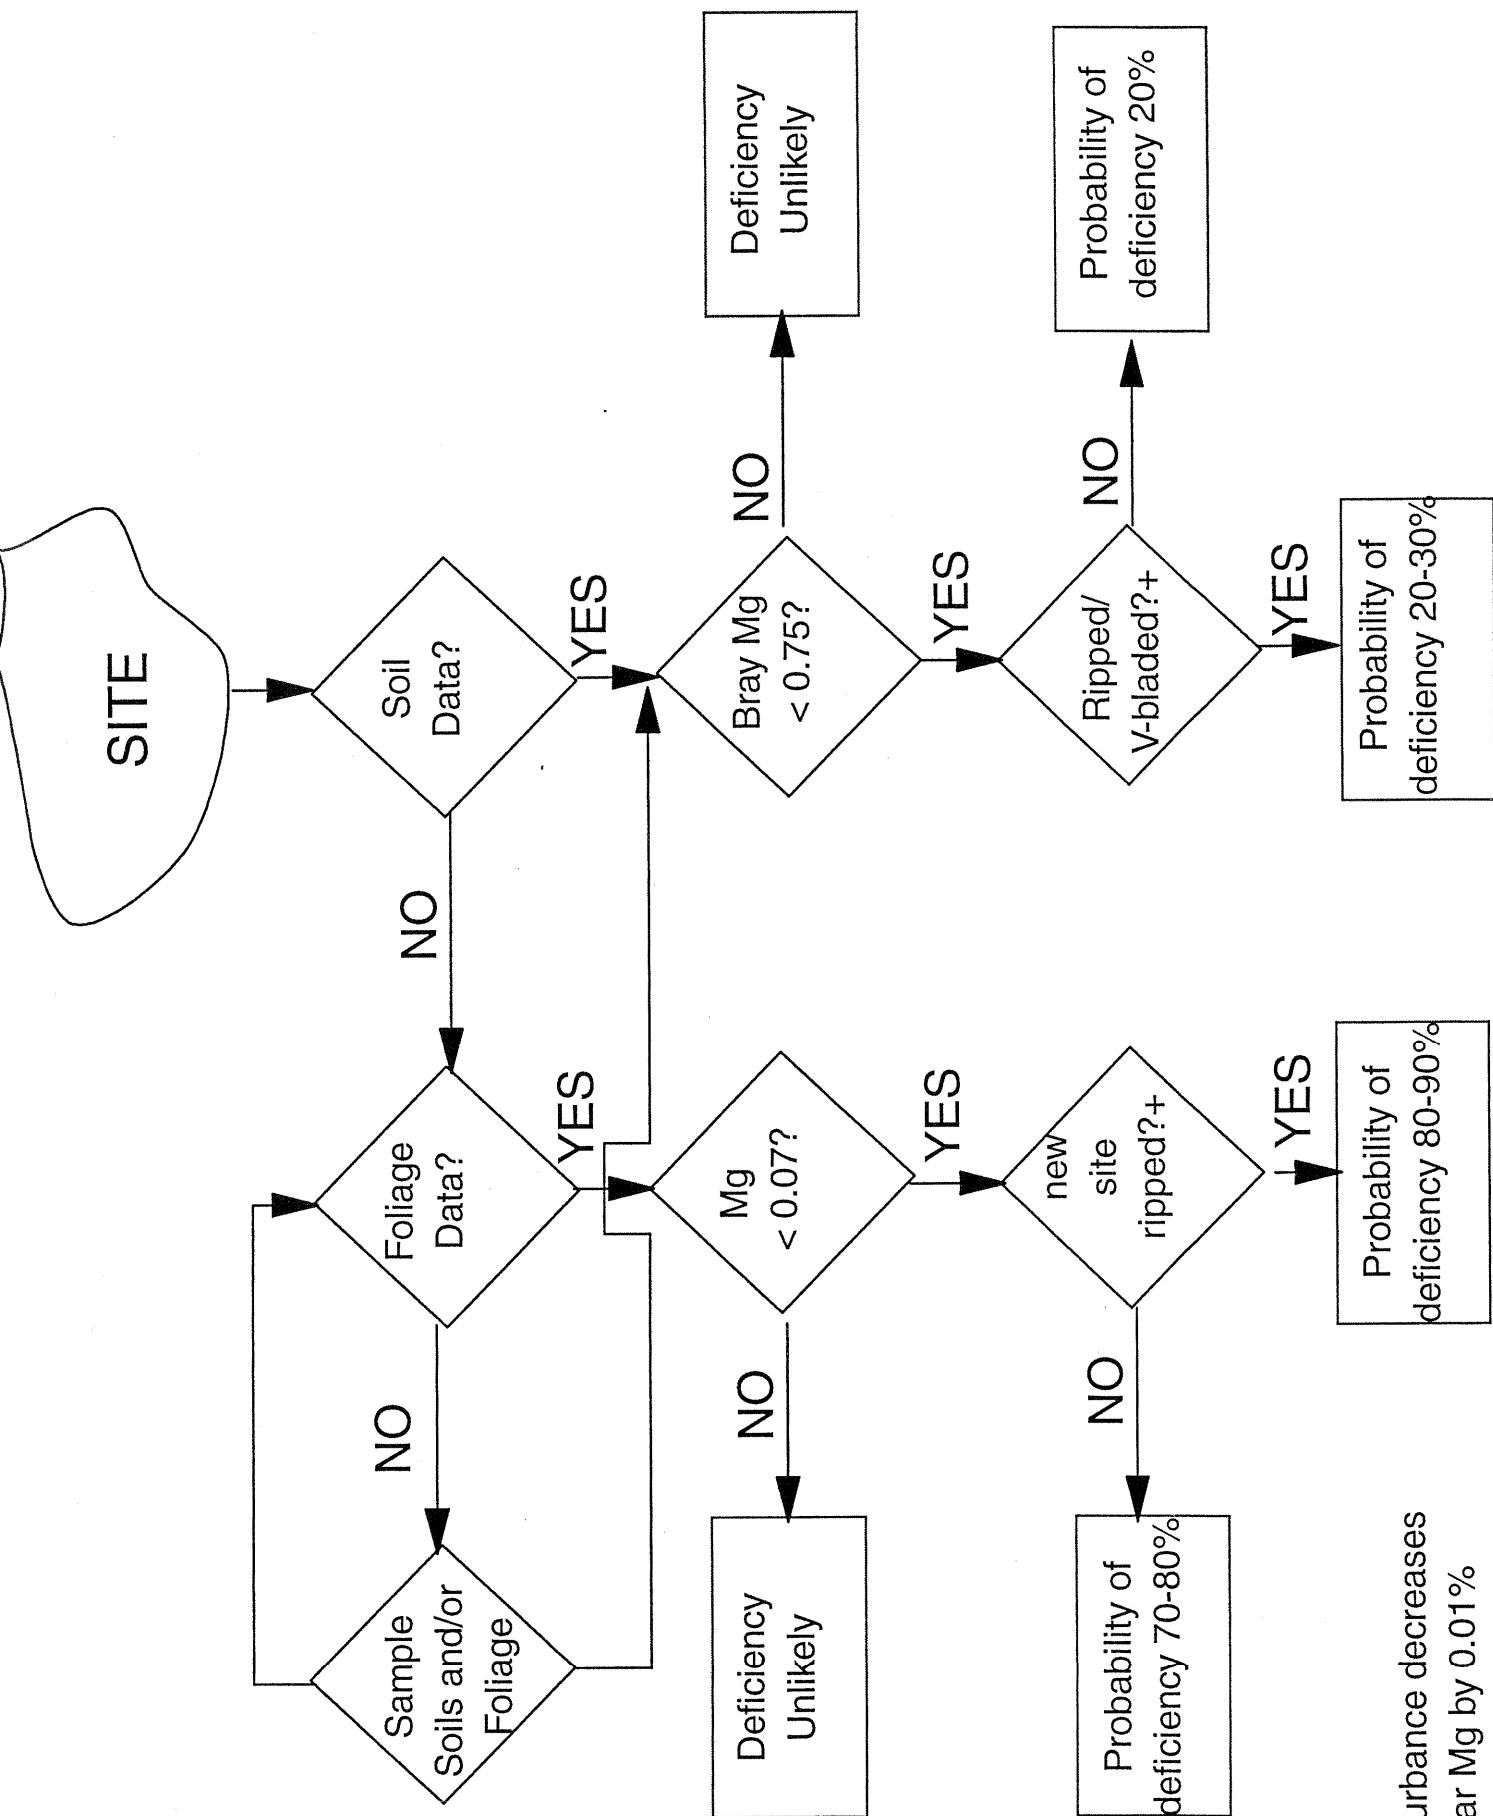 SITE
Sample
Soils and/or
Foliage
NO
Foliage
Data?
NO
Soil
Data?
YES
YES
Deficiency
Unlikely
NO
Mg
< 0.07?
Bray Mg
< 0.75?
NO
Deficiency
Unlikely
YES
YES
Probability of
deficiency 70-80%
NO
new
site
ripped?+
Ripped/
V-bladed?+
NO
Probability of
deficiency 20%
YES
YES
Probability of
deficiency 80-90%
Probability of
deficiency 20-30%
urbance decreases
ar Mg by 0.01%